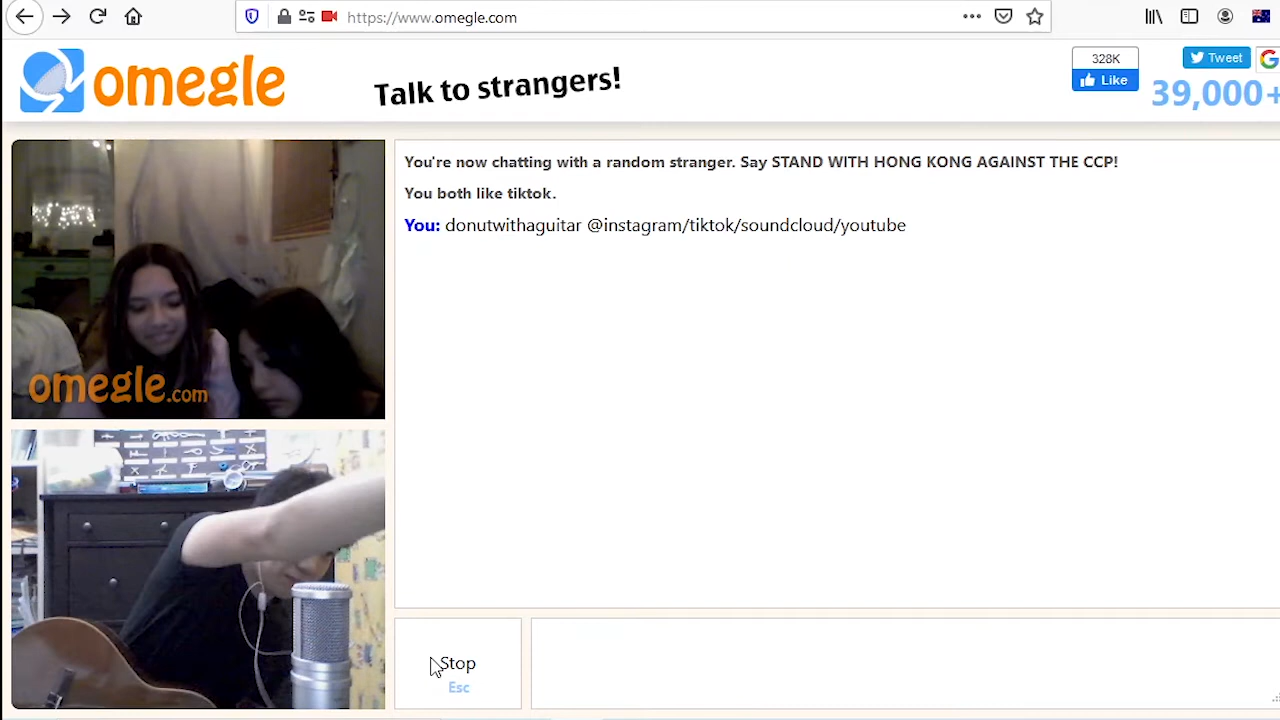 https://www.omegle.com
omegle
Talk to strangers!
328K
Like
Tweet
39,000+
You're now chatting with a random stranger. Say STAND WITH HONG KONG AGAINST THE CCP!
You both like tiktok.
You: donutwithaguitar @instagram/tiktok/soundcloud/youtube
omegle.com
Stop
Esc